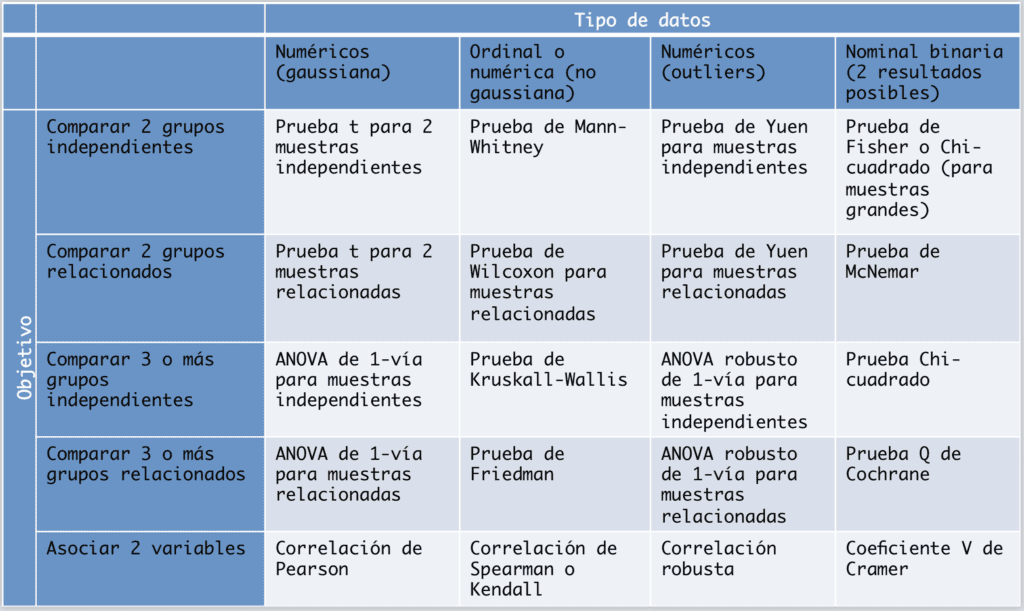 Tipo de datos
Numéricos
(gaussiana)
Ordinal o
numérica (no
gaussiana)
Numéricos
(outliers)
Nominal binaria
(2 resultados
posibles)
Objetivo
Comparar 2 grupos
independientes
Prueba t para 2
muestras
independientes
Prueba de Mann-
Whitney
Prueba de Yuen
para muestras
independientes
Prueba de
Fisher o Chi-
cuadrado (para
muestras
grandes)
Comparar 2 grupos
relacionados
Prueba t para 2
muestras
relacionadas
Prueba de
Wilcoxon para
muestras
relacionadas
Prueba de Yuen
para muestras
relacionadas
Prueba de
McNemar
Comparar 3 o más
grupos
independientes
ANOVA de 1-vía
para muestras
independientes
Prueba de
Kruskall-Wallis
ANOVA robusto
de 1-vía para
muestras
independientes
Prueba Chi-
cuadrado
Comparar 3 o más
grupos relacionados
ANOVA de 1-vía
para muestras
relacionadas
Prueba de
Friedman
ANOVA robusto
de 1-vía para
muestras
relacionadas
Prueba Q de
Cochrane
Asociar 2 variables
Correlación de
Pearson
Correlación de
Spearman o
Kendall
Correlación
robusta
Coeficiente V de
Cramer